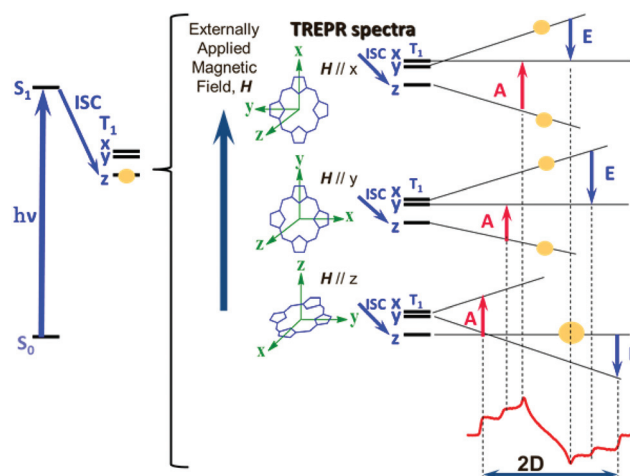 Externally
Applied
Magnetic
Field, H
TREPR spectra
S₁
ISC
T₁
x
y
z
hν
S₀
H // x
x
y
z
ISC
x T₁
y
z
A
E
H // y
y
x
z
ISC
x T₁
y
z
A
E
H // z
z
y
x
ISC
x T₁
y
z
A
2D